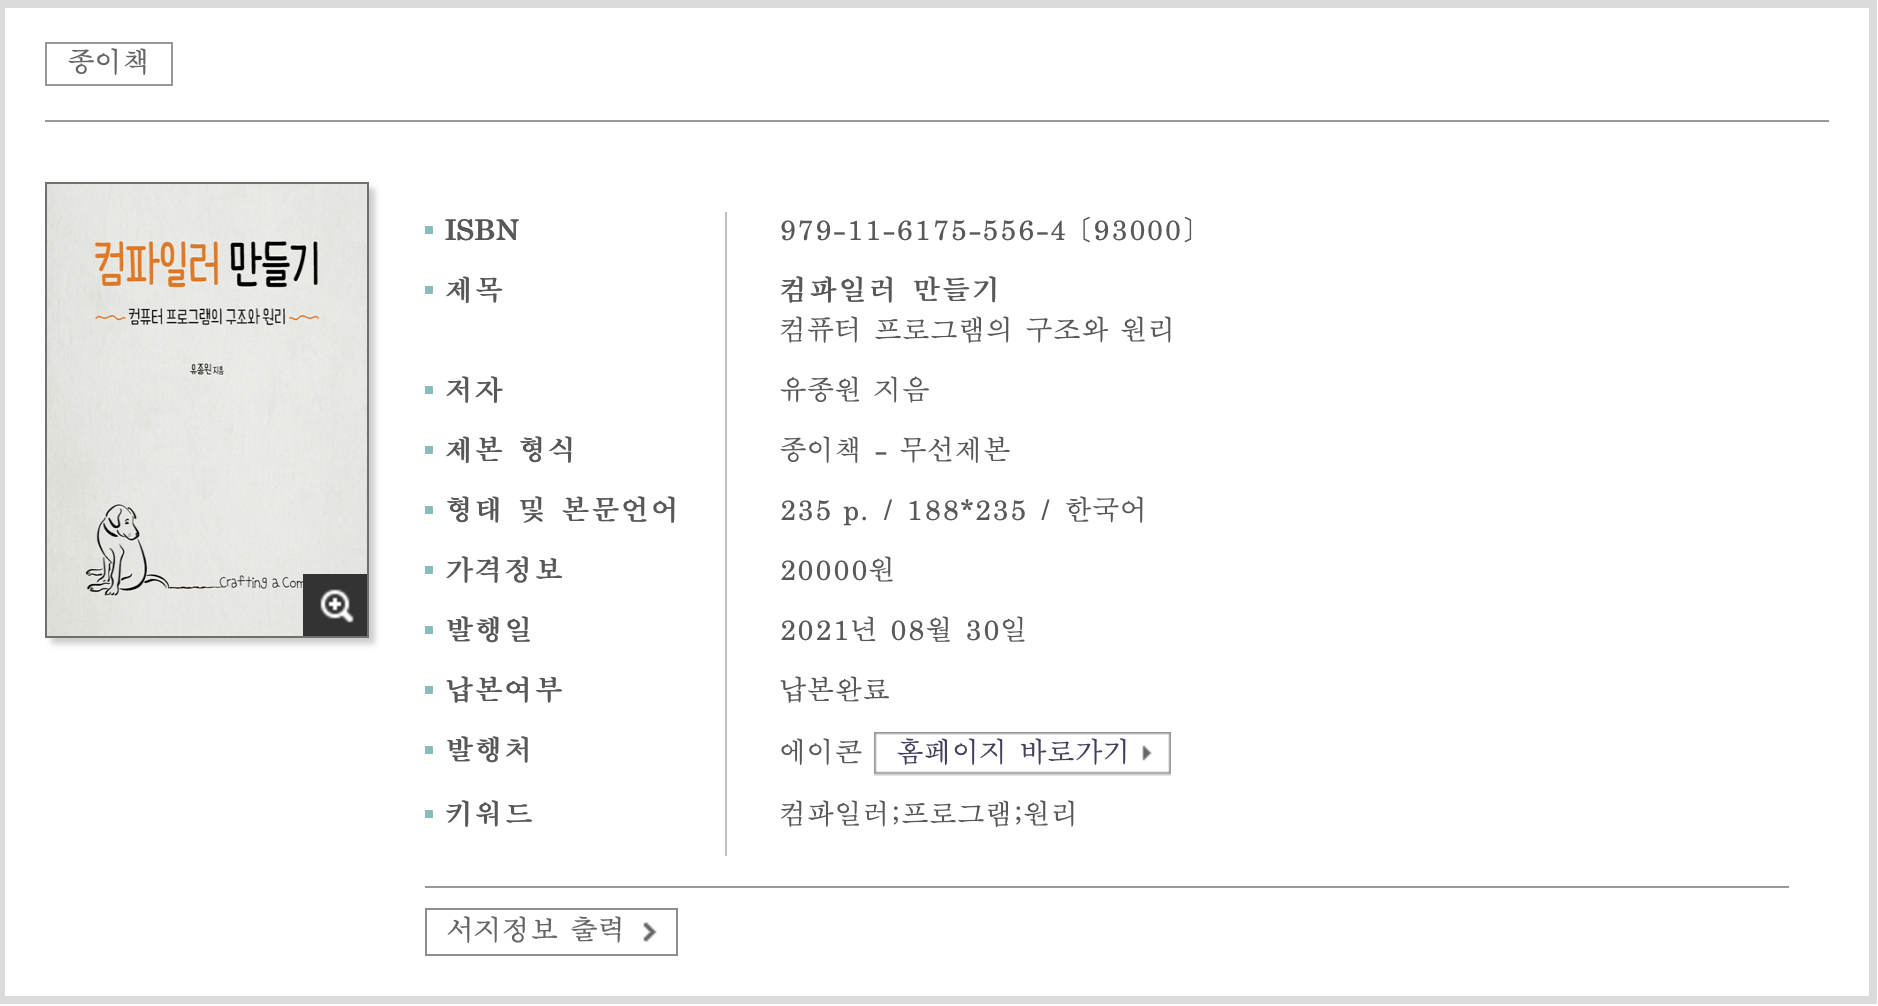 종이책
컴파일러 만들기
컴퓨터 프로그램의 구조와 원리
유종원 지음
Crafting a Com
ISBN 979-11-6175-556-4 [93000]
제목 컴파일러 만들기
컴퓨터 프로그램의 구조와 원리
저자 유종원 지음
제본 형식 종이책 - 무선제본
형태 및 본문언어 235 p. / 188*235 / 한국어
가격정보 20000원
발행일 2021년 08월 30일
납본여부 납본완료
발행처 에이콘 홈페이지 바로가기
키워드 컴파일러;프로그램;원리
서지정보 출력